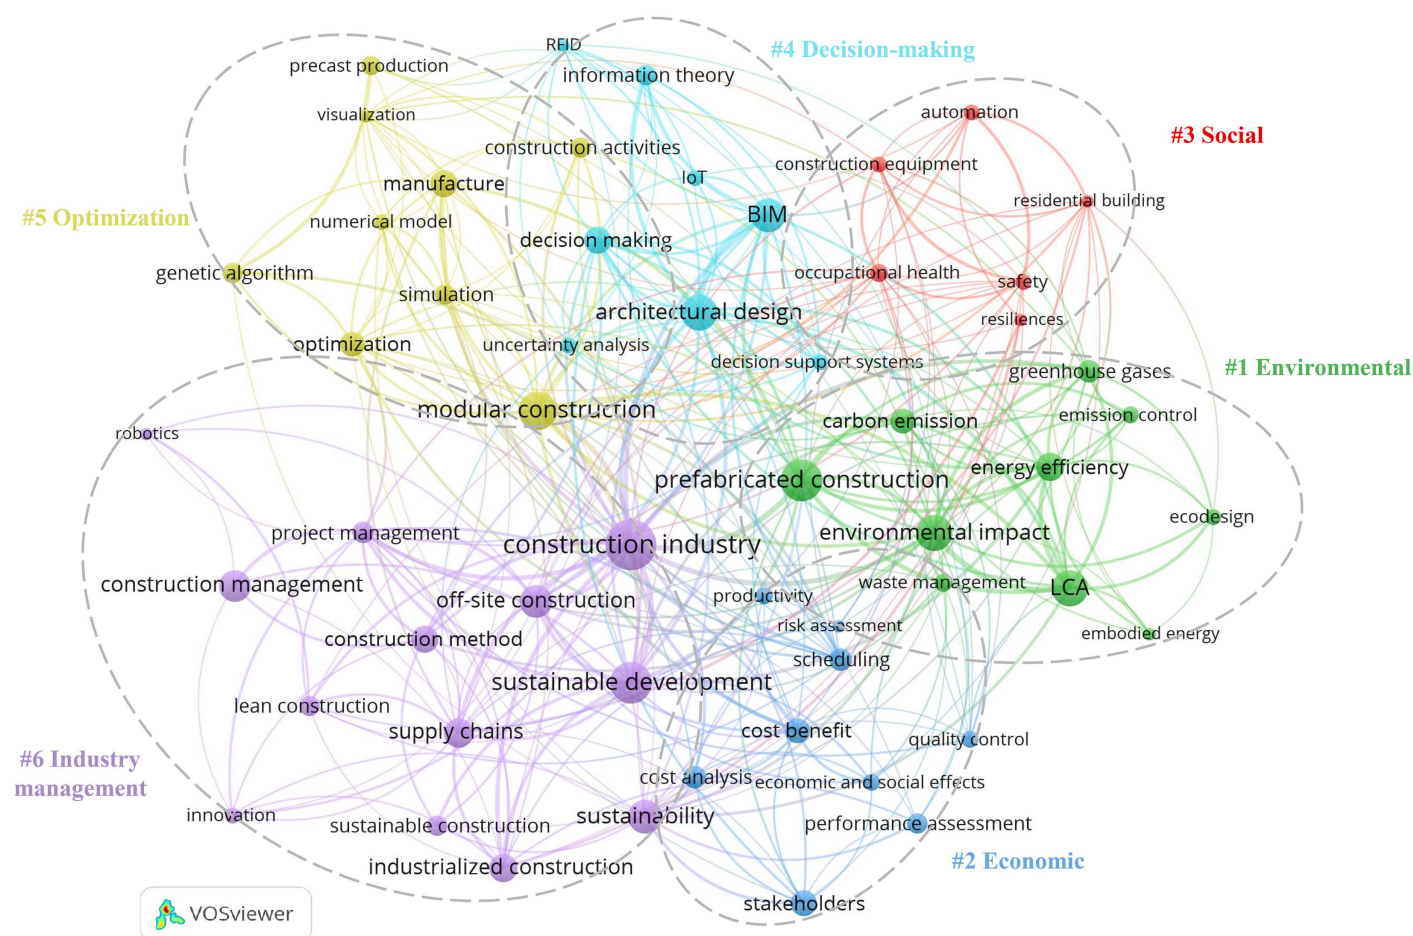 RFID
#4 Decision-making
precast production
information theory
visualization
automation
#3 Social
construction activities
construction equipment
IoT
manufacture
residential building
#5 Optimization
numerical model
BIM
decision making
genetic algorithm
occupational health
safety
simulation
architectural design
resiliences
optimization
uncertainty analysis
decision support systems
greenhouse gases
#1 Environmental
modular construction
carbon emission
emission control
robotics
prefabricated construction
energy efficiency
ecodesign
project management
construction industry
environmental impact
construction management
off-site construction
productivity
waste management
LCA
risk assessment
embodied energy
construction method
scheduling
sustainable development
lean construction
supply chains
cost benefit
quality control
#6 Industry
management
cost analysis
economic and social effects
innovation
sustainable construction
sustainability
performance assessment
industrialized construction
#2 Economic
stakeholders
VOSviewer